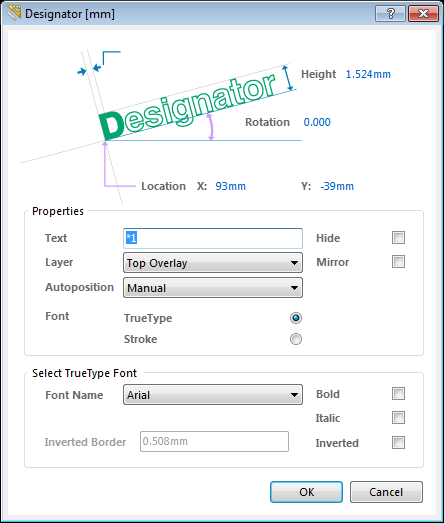 Designator [mm]
?
Designator
Height 1.524mm
Rotation 0.000
Location X: 93mm Y: -39mm
Properties
Text *1 Hide
Layer Top Overlay Mirror
Autoposition Manual
Font TrueType
Stroke
Select TrueType Font
Font Name Arial Bold
Italic
Inverted Border 0.508mm Inverted
OK Cancel